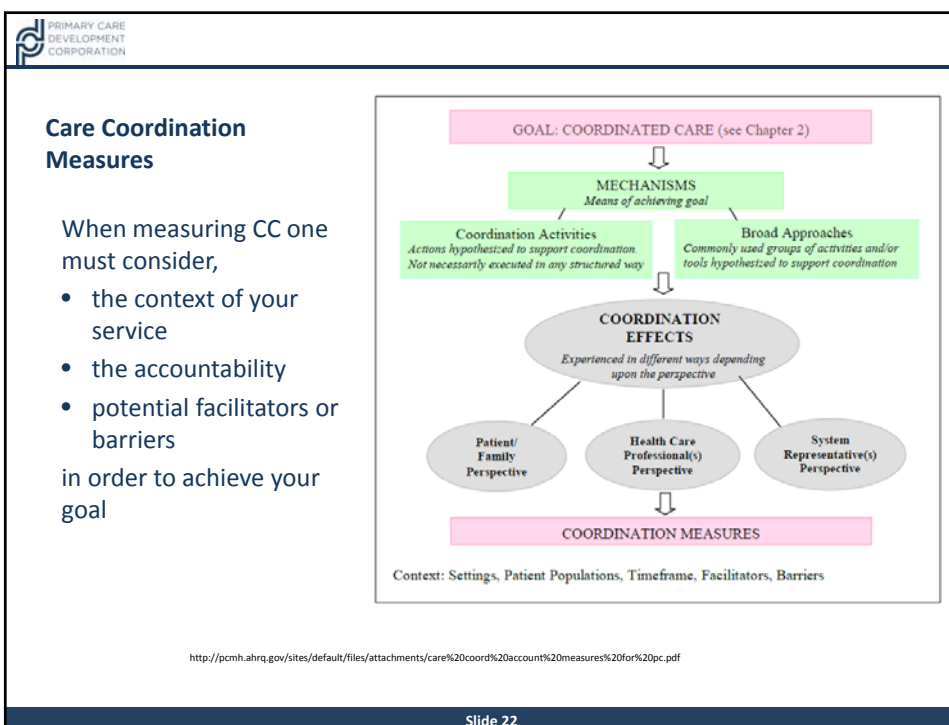 PRIMARY CARE
DEVELOPMENT
CORPORATION
Care Coordination
Measures
When measuring CC one
must consider,
• the context of your
service
• the accountability
• potential facilitators or
barriers
in order to achieve your
goal
GOAL: COORDINATED CARE (see Chapter 2)
MECHANISMS
Means of achieving goal
Coordination Activities
Actions hypothesized to support coordination.
Not necessarily executed in any structured way
Broad Approaches
Commonly used groups of activities and/or
tools hypothesized to support coordination
COORDINATION
EFFECTS
Experienced in different ways depending
upon the perspective
Patient/
Family
Perspective
Health Care
Professional(s)
Perspective
System
Representative(s)
Perspective
COORDINATION MEASURES
Context: Settings, Patient Populations, Timeframe, Facilitators, Barriers
http://pcmh.ahrq.gov/sites/default/files/attachments/care%20coord%20account%20measures%20for%20pc.pdf
Slide 22